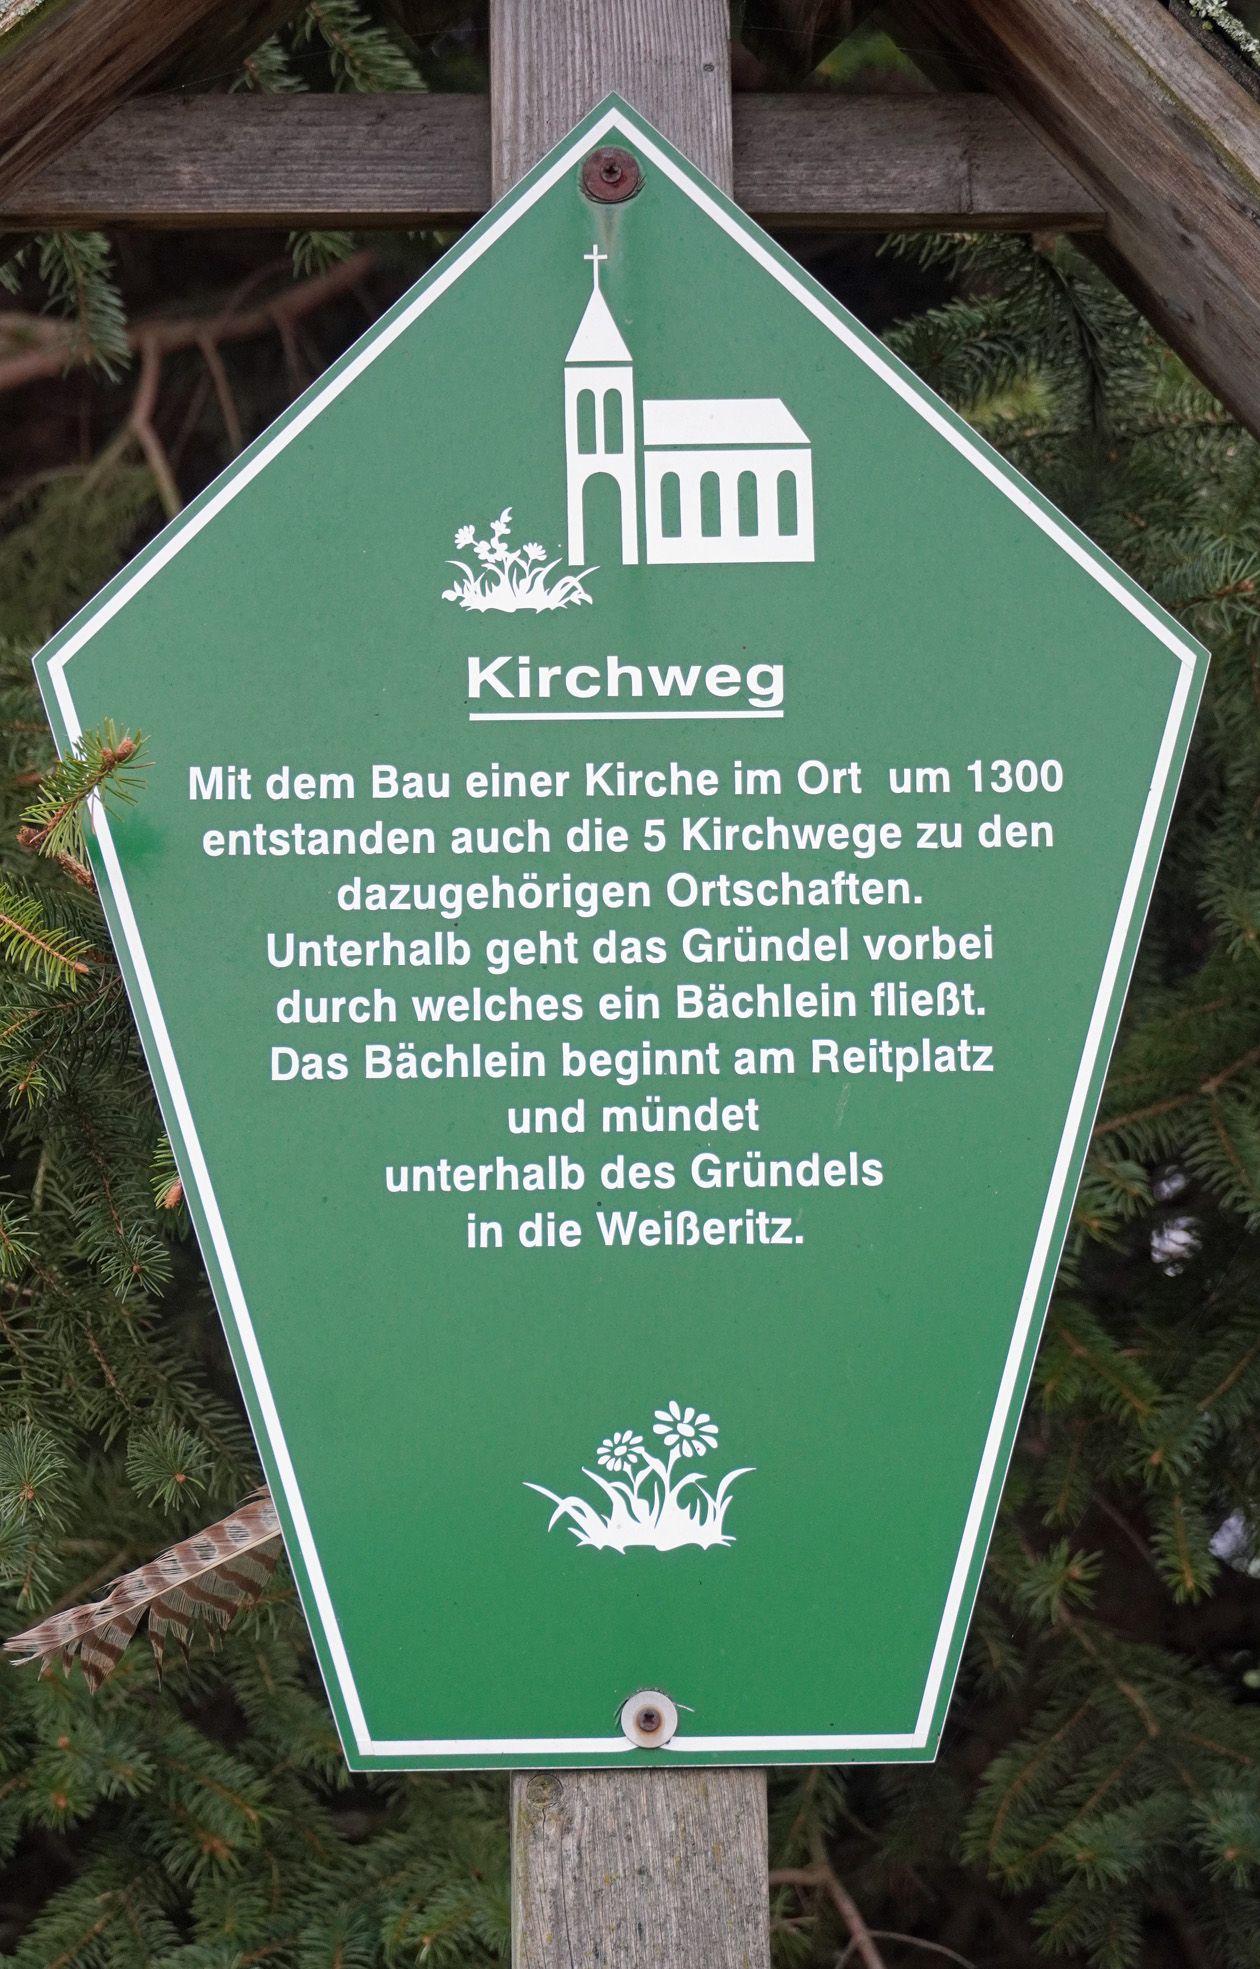 Kirchweg
Mit dem Bau einer Kirche im Ort  um 1300
entstanden auch die 5 Kirchwege zu den
dazugehörigen Ortschaften.
Unterhalb geht das Gründel vorbei
durch welches ein Bächlein fließt.
Das Bächlein beginnt am Reitplatz
und mündet
unterhalb des Gründels
in die Weißeritz.